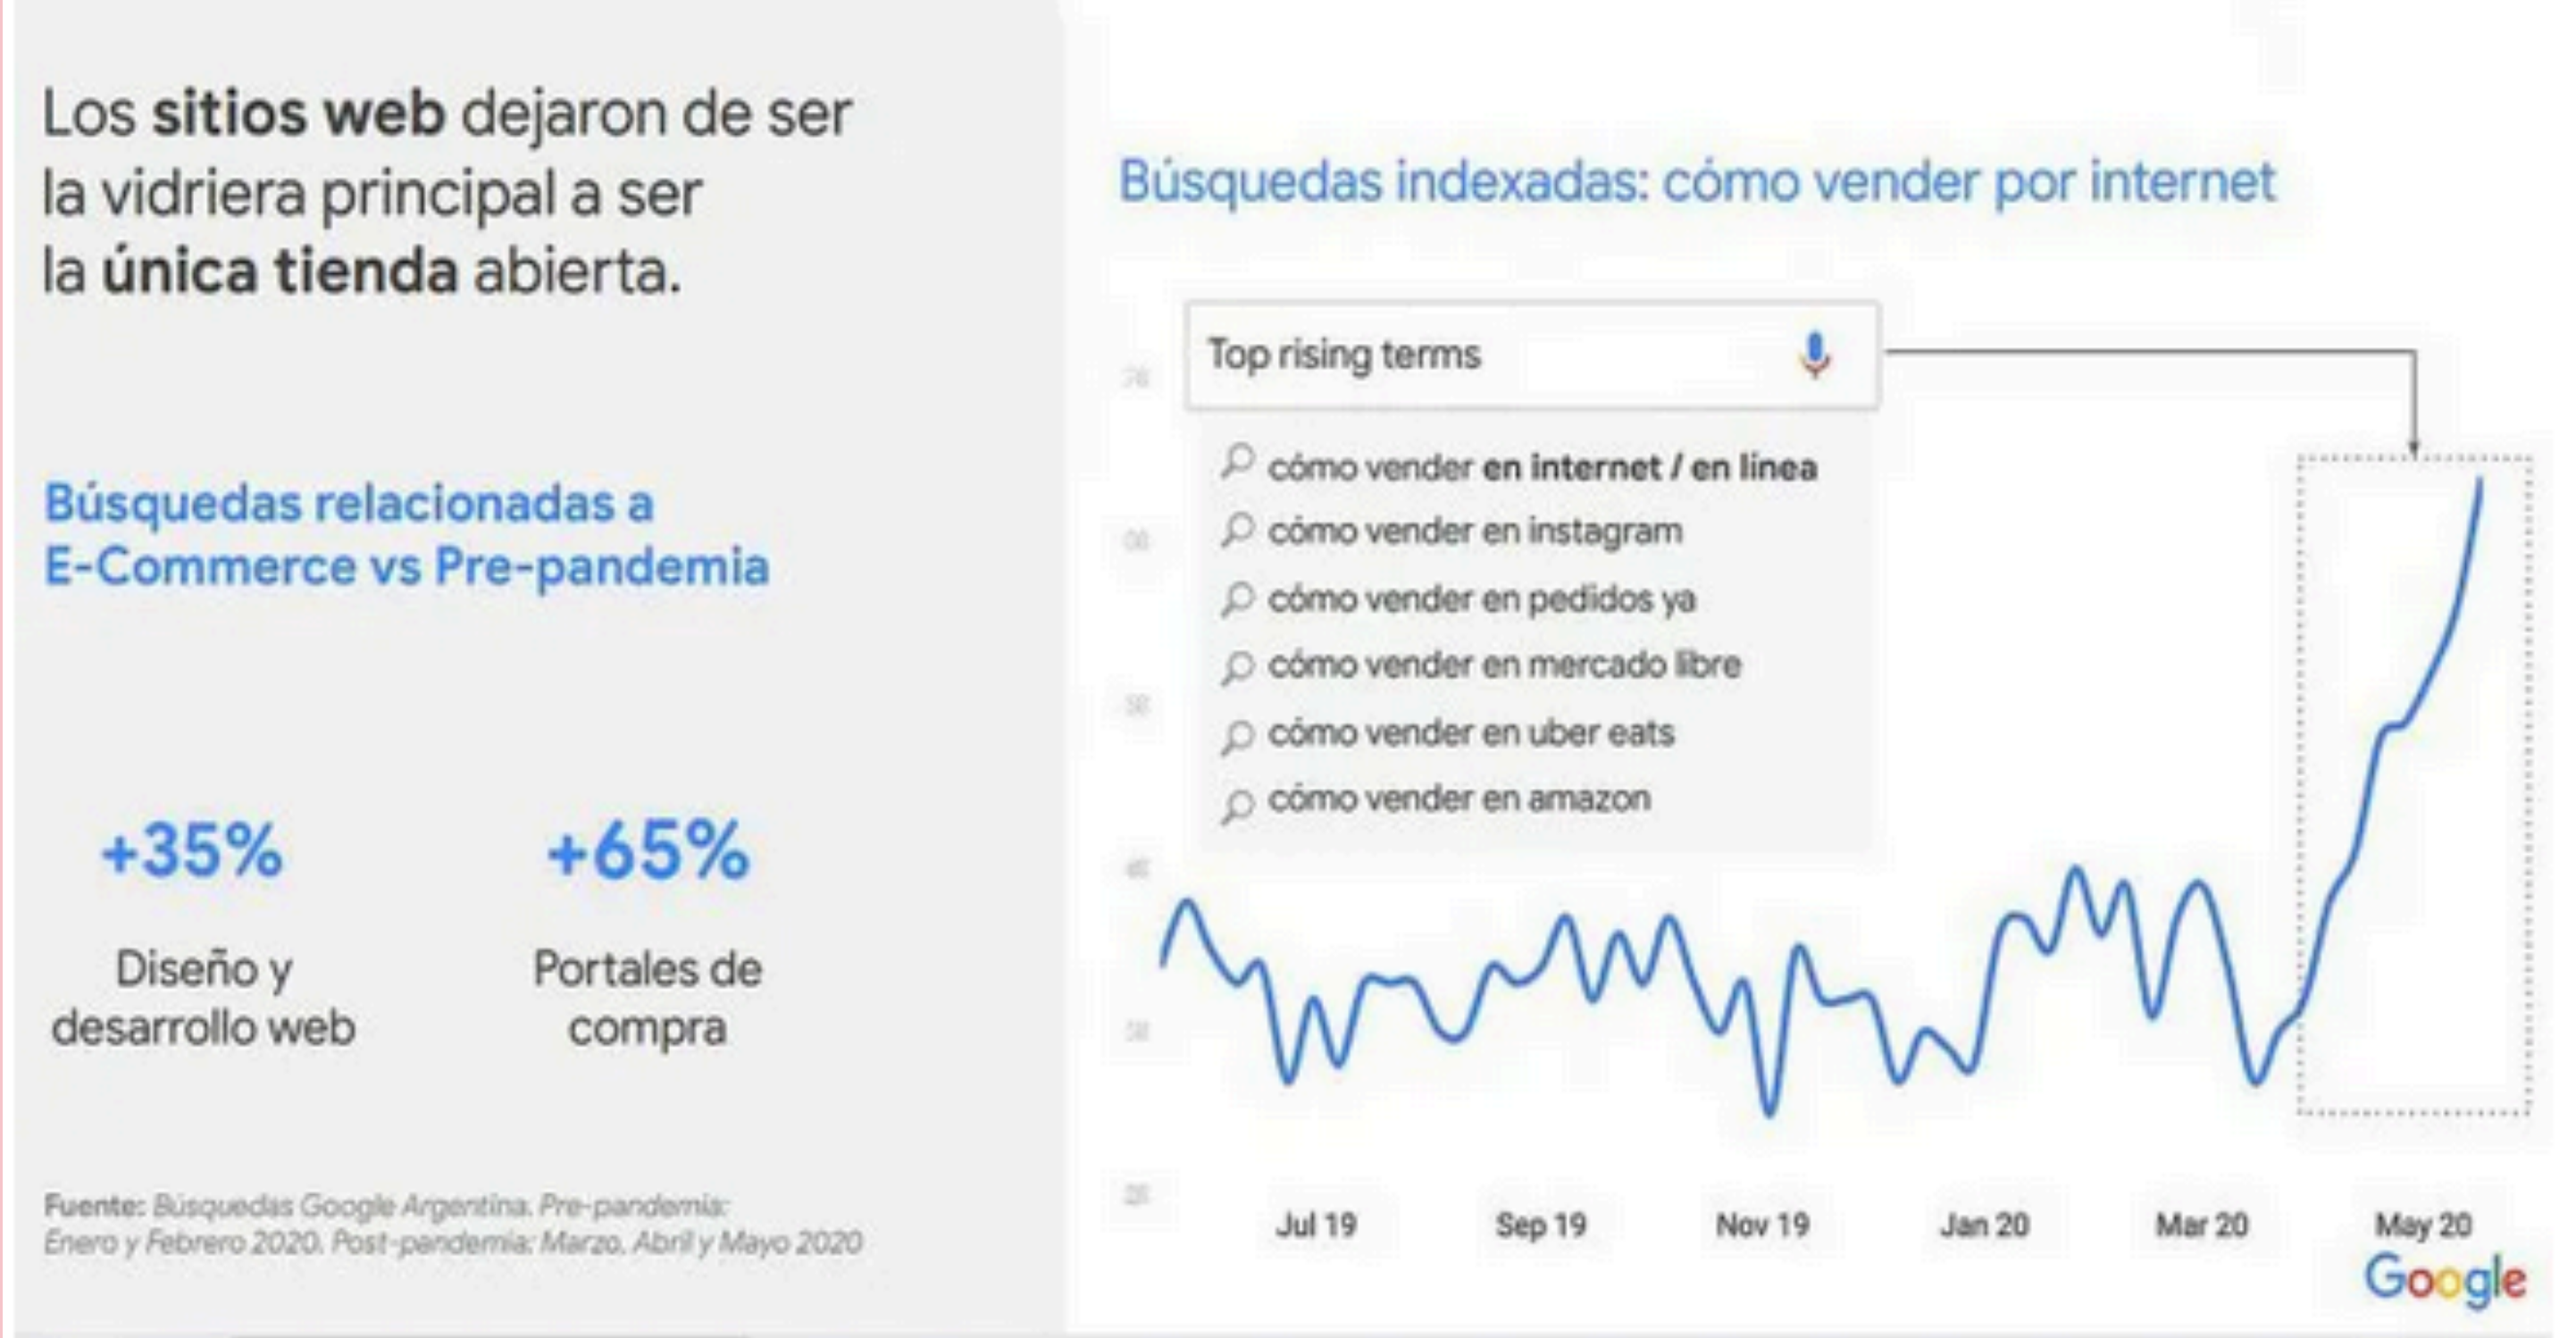 Los sitios web dejaron de ser
la vidriera principal a ser
la única tienda abierta.
Búsquedas relacionadas a
E-Commerce vs Pre-pandemia
+35%
Diseño y
desarrollo web
+65%
Portales de
compra
Fuente: Búsquedas Google Argentina. Pre-pandemia:
Enero y Febrero 2020. Post-pandemia: Marzo, Abril y Mayo 2020
Búsquedas indexadas: cómo vender por internet
Top rising terms
cómo vender en internet / en línea
cómo vender en instagram
cómo vender en pedidos ya
cómo vender en mercado libre
cómo vender en uber eats
cómo vender en amazon
Jul 19 Sep 19 Nov 19 Jan 20 Mar 20 May 20
Google